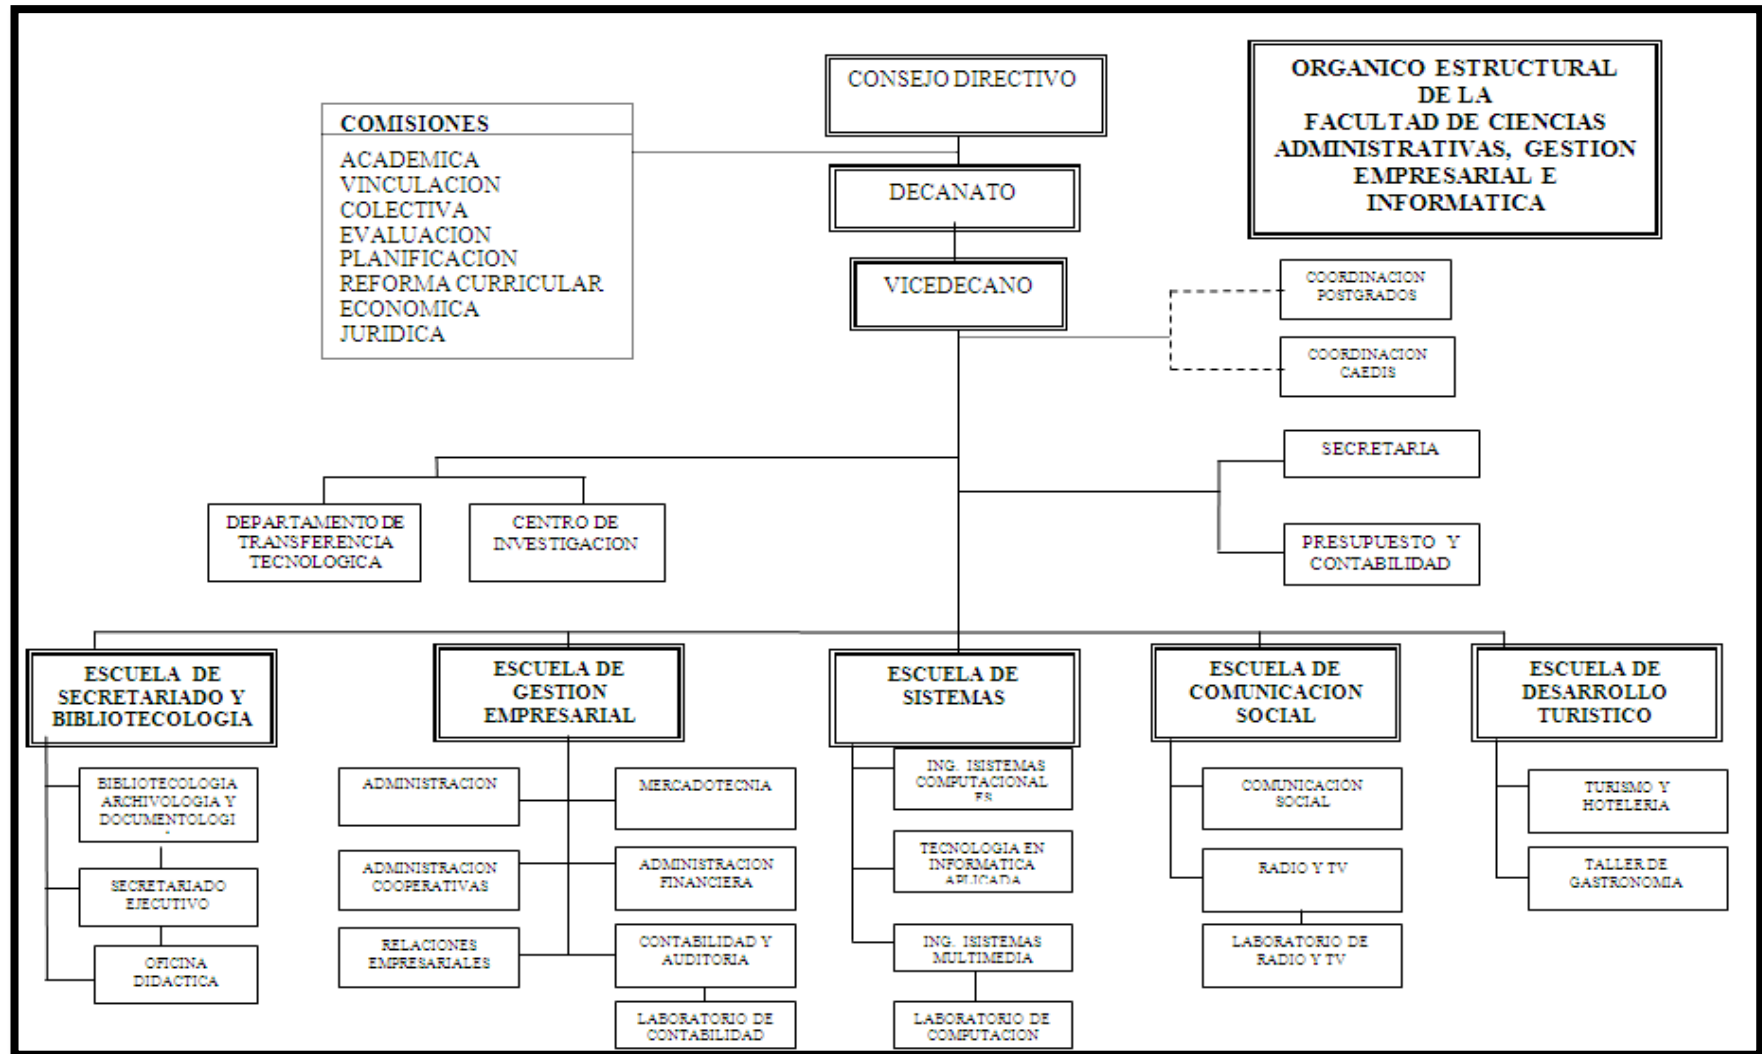 CONSEJO DIRECTIVO
ORGANICO ESTRUCTURAL
DE LA
FACULTAD DE CIENCIAS
ADMINISTRATIVAS, GESTION
EMPRESARIAL E
INFORMATICA
COMISIONES
ACADEMICA
VINCULACION
COLECTIVA
EVALUACION
PLANIFICACION
REFORMA CURRICULAR
ECONOMICA
JURIDICA
DECANATO
VICEDECANO
COORDINACION
POSTGRADOS
COORDINACION
CAEDIS
SECRETARIA
PRESUPUESTO Y
CONTABILIDAD
DEPARTAMENTO DE
TRANSFERENCIA
TECNOLOGICA
CENTRO DE
INVESTIGACION
ESCUELA DE
SECRETARIADO Y
BIBLIOTECOLOGIA
BIBLIOTECOLOGIA
ARCHIVOLOGIA Y
DOCUMENTOLOGI
SECRETARIADO
EJECUTIVO
OFICINA
DIDACTICA
ESCUELA DE
GESTION
EMPRESARIAL
ADMINISTRACION
MERCADOTECNIA
ADMINISTRACION
COOPERATIVAS
ADMINISTRACION
FINANCIERA
RELACIONES
EMPRESARIALES
CONTABILIDAD Y
AUDITORIA
LABORATORIO DE
CONTABILIDAD
ESCUELA DE
SISTEMAS
ING. ISISTEMAS
COMPUTACIONAL
ES
TECNOLOGIA EN
INFORMATICA
APLICADA
ING. ISISTEMAS
MULTIMEDIA
LABORATORIO DE
COMPUTACION
ESCUELA DE
COMUNICACION
SOCIAL
COMUNICACIÓN
SOCIAL
RADIO Y TV
LABORATORIO DE
RADIO Y TV
ESCUELA DE
DESARROLLO
TURISTICO
TURISMO Y
HOTELERIA
TALLER DE
GASTRONOMIA